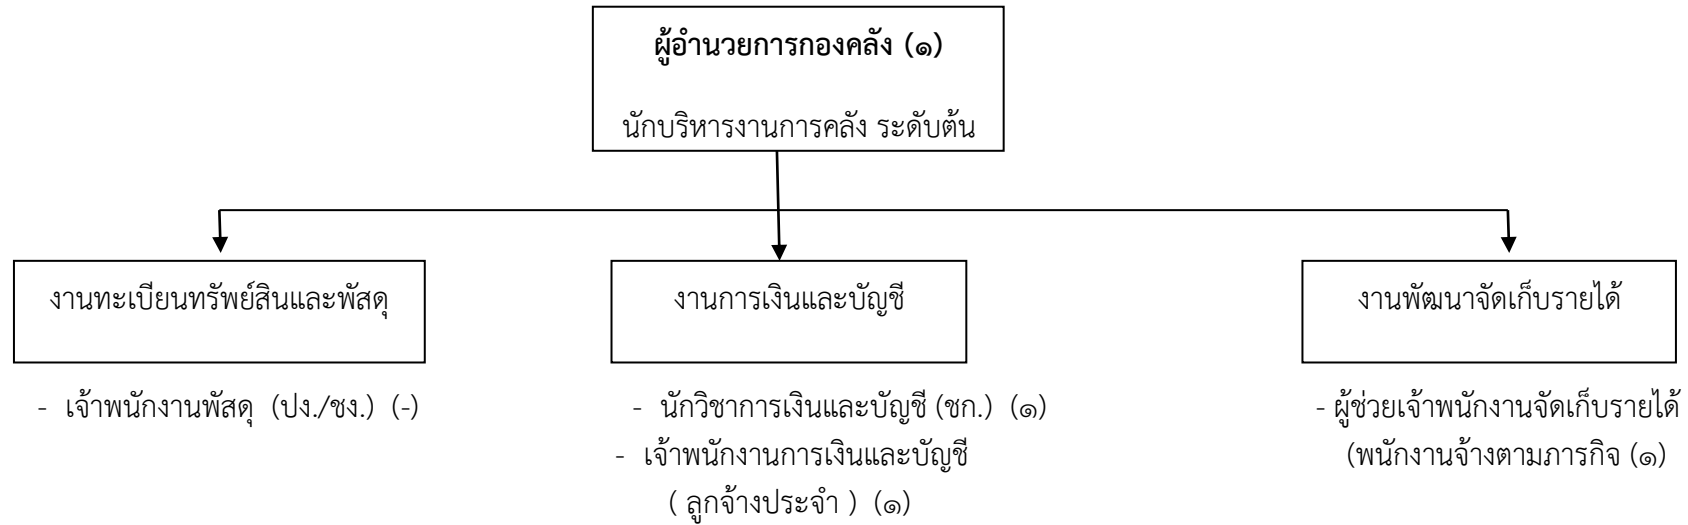 ผู้อำนวยการกองคลัง (๑)
นักบริหารงานการคลัง ระดับต้น
งานทะเบียนทรัพย์สินและพัสดุ
- เจ้าพนักงานพัสดุ (ปง./ชง.) (-)
งานการเงินและบัญชี
- นักวิชาการเงินและบัญชี (ชก.) (๑)
- เจ้าพนักงานการเงินและบัญชี
( ลูกจ้างประจำ ) (๑)
งานพัฒนาจัดเก็บรายได้
- ผู้ช่วยเจ้าพนักงานจัดเก็บรายได้
(พนักงานจ้างตามภารกิจ (๑)